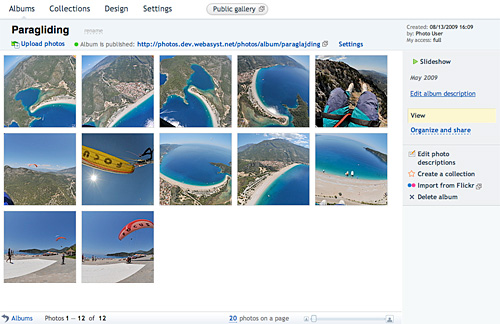 Albums Collections Design Settings Public gallery
Paragliding rename
Upload photos Album is published: http://photos.dev.webasyst.net/photos/album/paraglajding Settings
Created: 08/13/2009 16:09
by: Photo User
My access: full
Slideshow
May 2009
Edit album description
View
Organize and share
Edit photo
descriptions
Create a collection
Import from Flickr
Delete album
Albums Photos 1 — 12 of 12 20 photos on a page